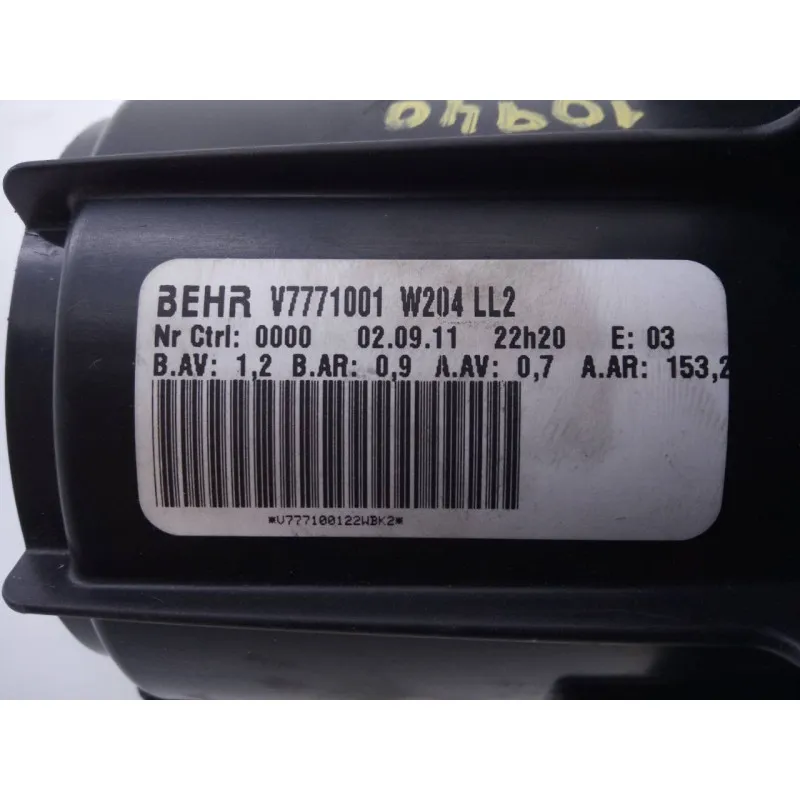 10940
BEHR V7771001 W204 LL2
Nr Ctrl: 0000 02.09.11 22h20 E: 03
B.AV: 1,2 B.AR: 0,9 A.AV: 0,7 A.AR: 153,2
*V777100122WBK2*